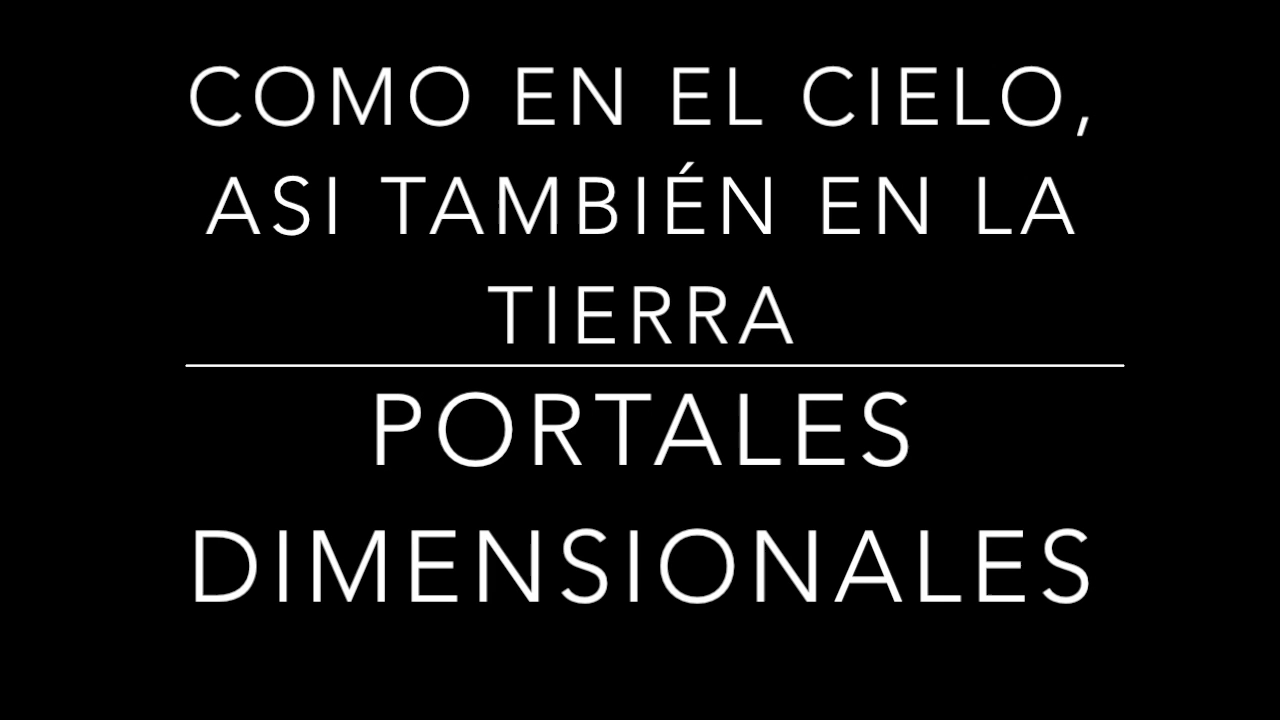 COMO EN EL CIELO,
ASI TAMBIÉN EN LA
TIERRA
PORTALES
DIMENSIONALES